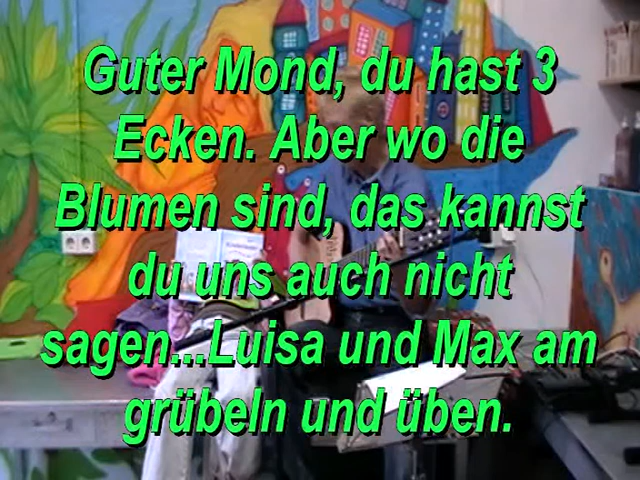 Guter Mond, du hast 3
Ecken. Aber wo die
Blumen sind, das kannst
du uns auch nicht
sagen...Luisa und Max am
grübeln und üben.